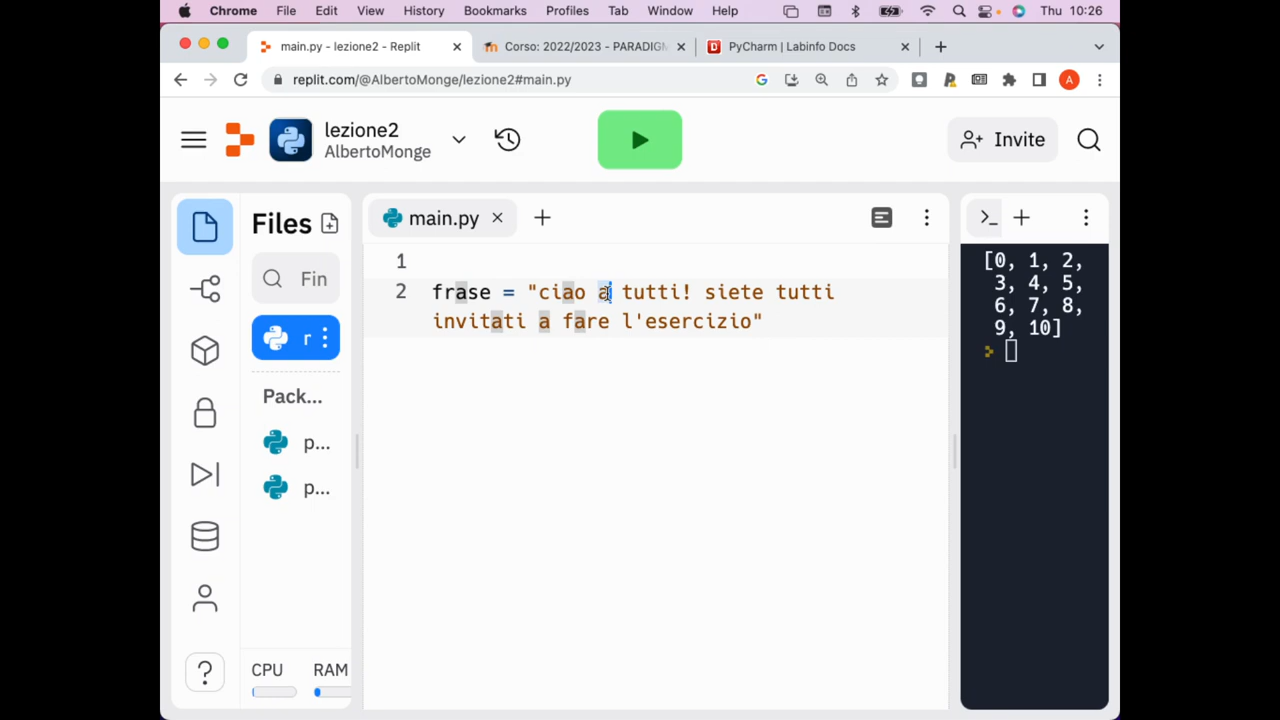 Chrome File Edit View History Bookmarks Profiles Tab Window Help Thu 10:26
main.py - lezione2 - Replit
Corso: 2022/2023 - PARADIGM
PyCharm | Labinfo Docs
replit.com/@AlbertoMonge/lezione2#main.py
A
lezione2
AlbertoMonge
Invite
Files
main.py
Fin
r
Pack...
p...
p...
CPU RAM
1
2 frase = "ciao a tutti! siete tutti
invitati a fare l'esercizio"
[0, 1, 2,
3, 4, 5,
6, 7, 8,
9, 10]